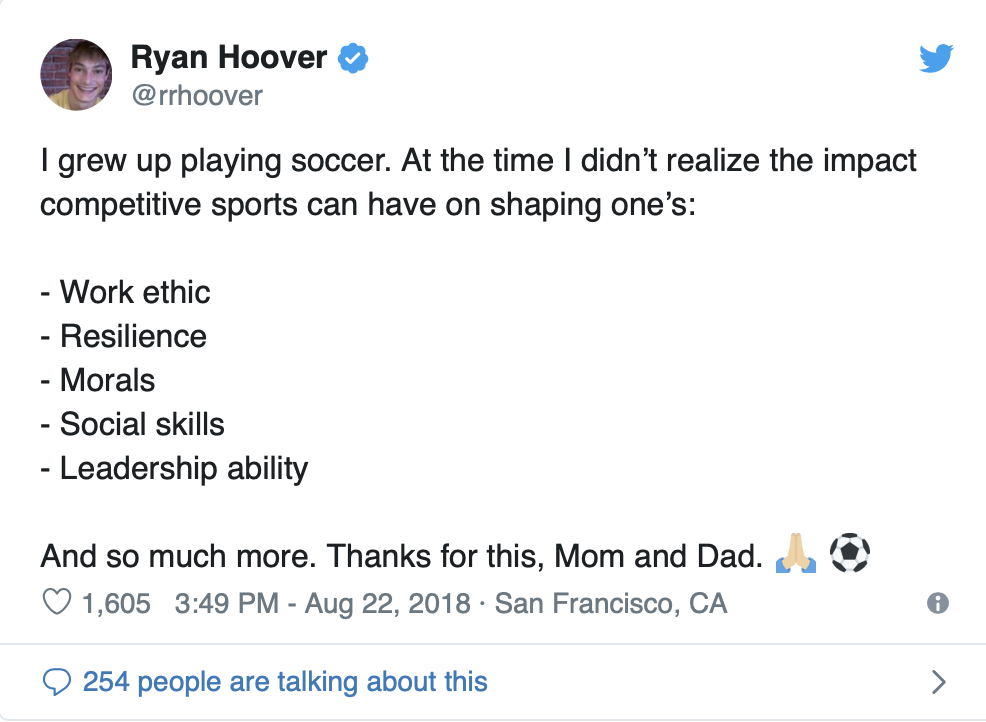 Ryan Hoover
@rrhoover
I grew up playing soccer. At the time I didn’t realize the impact
competitive sports can have on shaping one’s:
- Work ethic
- Resilience
- Morals
- Social skills
- Leadership ability
And so much more. Thanks for this, Mom and Dad. 🙏🏼 ⚽
1,605 3:49 PM - Aug 22, 2018 · San Francisco, CA
254 people are talking about this